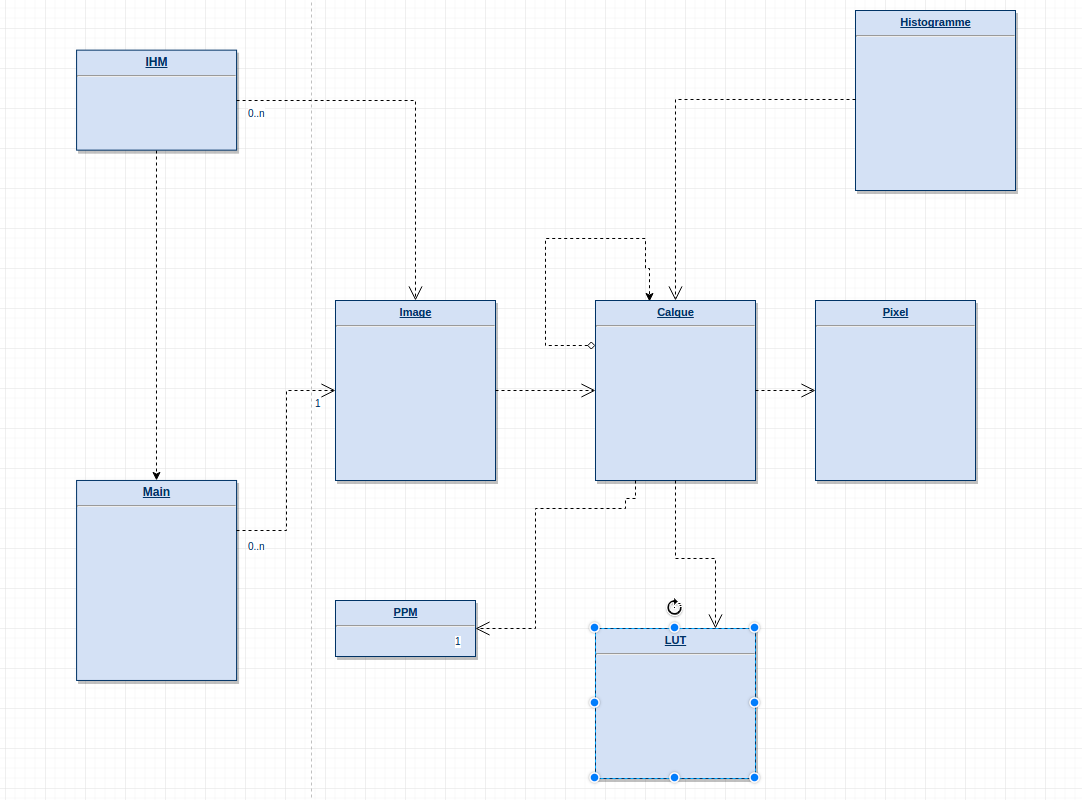 Histogramme
IHM
0..n
Image
Calque
Pixel
1
Main
0..n
PPM
1
LUT